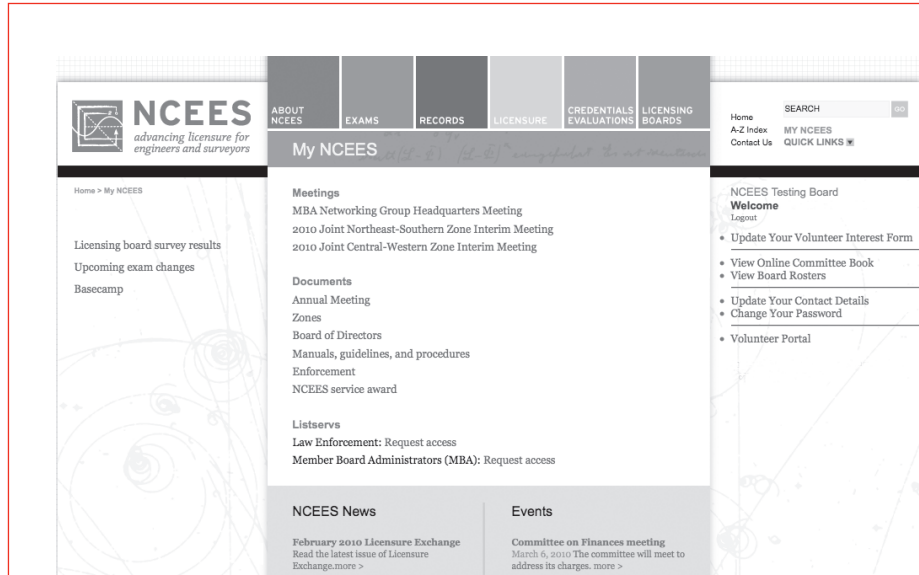 NCEES
advancing licensure for
engineers and surveyors
ABOUT
NCEES
EXAMS
RECORDS
LICENSURE
CREDENTIALS
EVALUATIONS
LICENSING
BOARDS
Home
A-Z Index
Contact Us
SEARCH
GO
MY NCEES
QUICK LINKS
My NCEES
Home > My NCEES
Licensing board survey results
Upcoming exam changes
Basecamp
Meetings
MBA Networking Group Headquarters Meeting
2010 Joint Northeast-Southern Zone Interim Meeting
2010 Joint Central-Western Zone Interim Meeting
Documents
Annual Meeting
Zones
Board of Directors
Manuals, guidelines, and procedures
Enforcement
NCEES service award
Listservs
Law Enforcement: Request access
Member Board Administrators (MBA): Request access
NCEES News
February 2010 Licensure Exchange
Read the latest issue of Licensure
Exchange.more >
Events
Committee on Finances meeting
March 6, 2010 The committee will meet to
address its charges. more >
NCEES Testing Board
Welcome
Logout
• Update Your Volunteer Interest Form
• View Online Committee Book
• View Board Rosters
• Update Your Contact Details
• Change Your Password
• Volunteer Portal